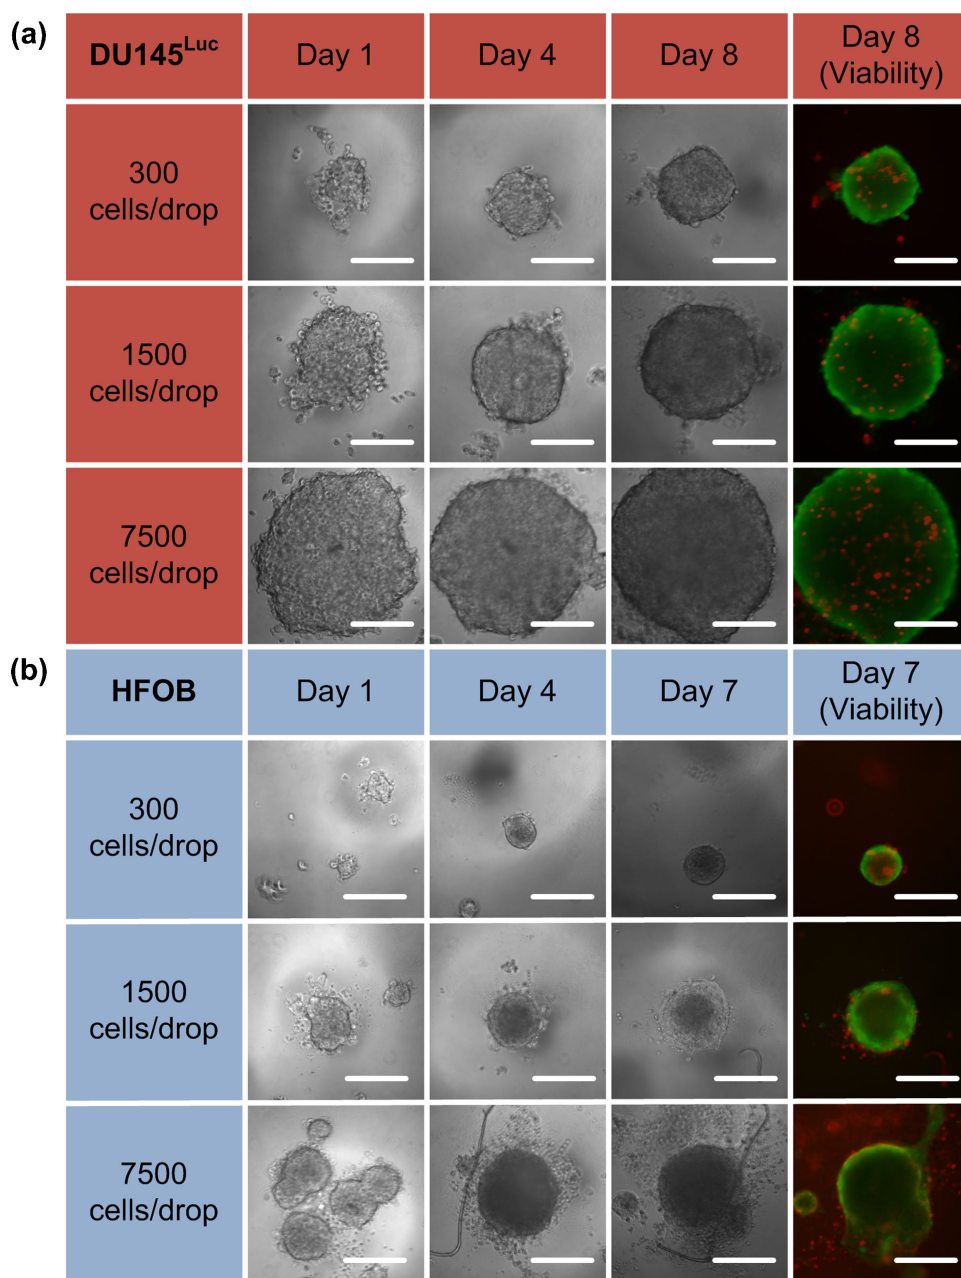 (a)
DU145Luc
Day 1
Day 4
Day 8
Day 8
(Viability)
300
cells/drop
1500
cells/drop
7500
cells/drop
(b)
HFOB
Day 1
Day 4
Day 7
Day 7
(Viability)
300
cells/drop
1500
cells/drop
7500
cells/drop